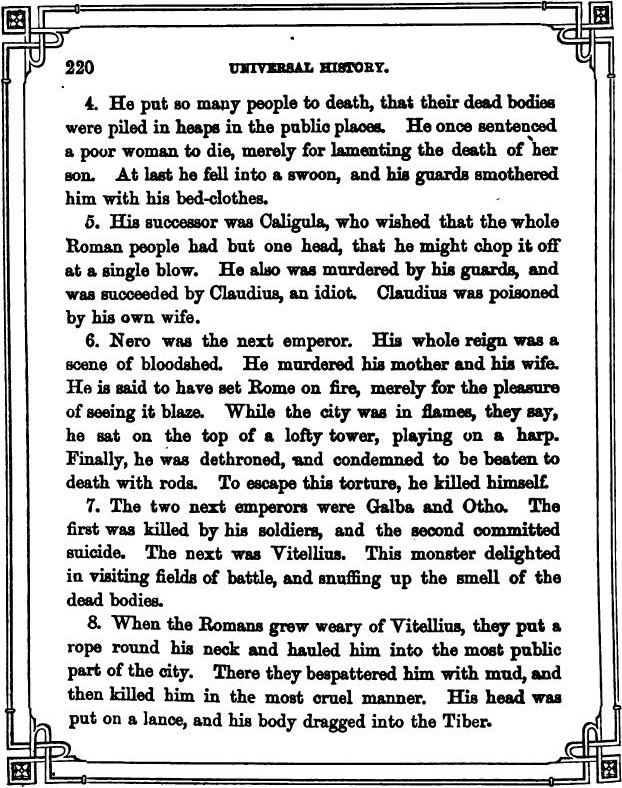 220 UNIVERSAL HISTORY.
4. He put so many people to death, that their dead bodies
were piled in heaps in the public places. He once sentenced
a poor woman to die, merely for lamenting the death of her
son. At last he fell into a swoon, and his guards smothered
him with his bed-clothes.
5. His successor was Caligula, who wished that the whole
Roman people had but one head, that he might chop it off
at a single blow. He also was murdered by his guards, and
was succeeded by Claudius, an idiot. Claudius was poisoned
by his own wife.
6. Nero was the next emperor. His whole reign was a
scene of bloodshed. He murdered his mother and his wife.
He is said to have set Rome on fire, merely for the pleasure
of seeing it blaze. While the city was in flames, they say,
he sat on the top of a lofty tower, playing on a harp.
Finally, he was dethroned, and condemned to be beaten to
death with rods. To escape this torture, he killed himself.
7. The two next emperors were Galba and Otho. The
first was killed by his soldiers, and the second committed
suicide. The next was Vitellius. This monster delighted
in visiting fields of battle, and snuffing up the smell of the
dead bodies.
8. When the Romans grew weary of Vitellius, they put a
rope round his neck and hauled him into the most public
part of the city. There they bespattered him with mud, and
then killed him in the most cruel manner. His head was
put on a lance, and his body dragged into the Tiber.